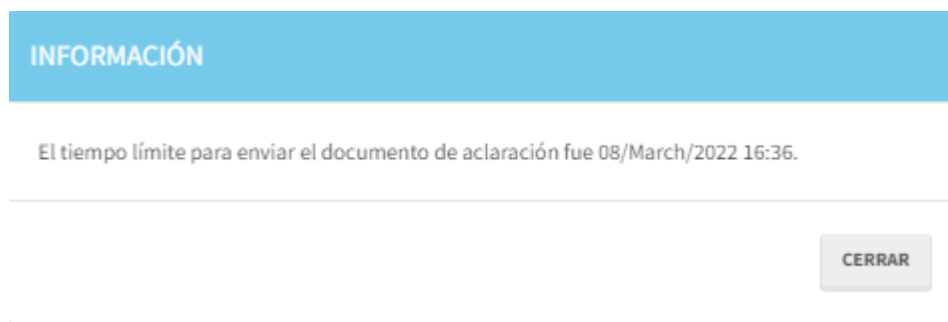 INFORMACIÓN
El tiempo límite para enviar el documento de aclaración fue 08/March/2022 16:36.
CERRAR